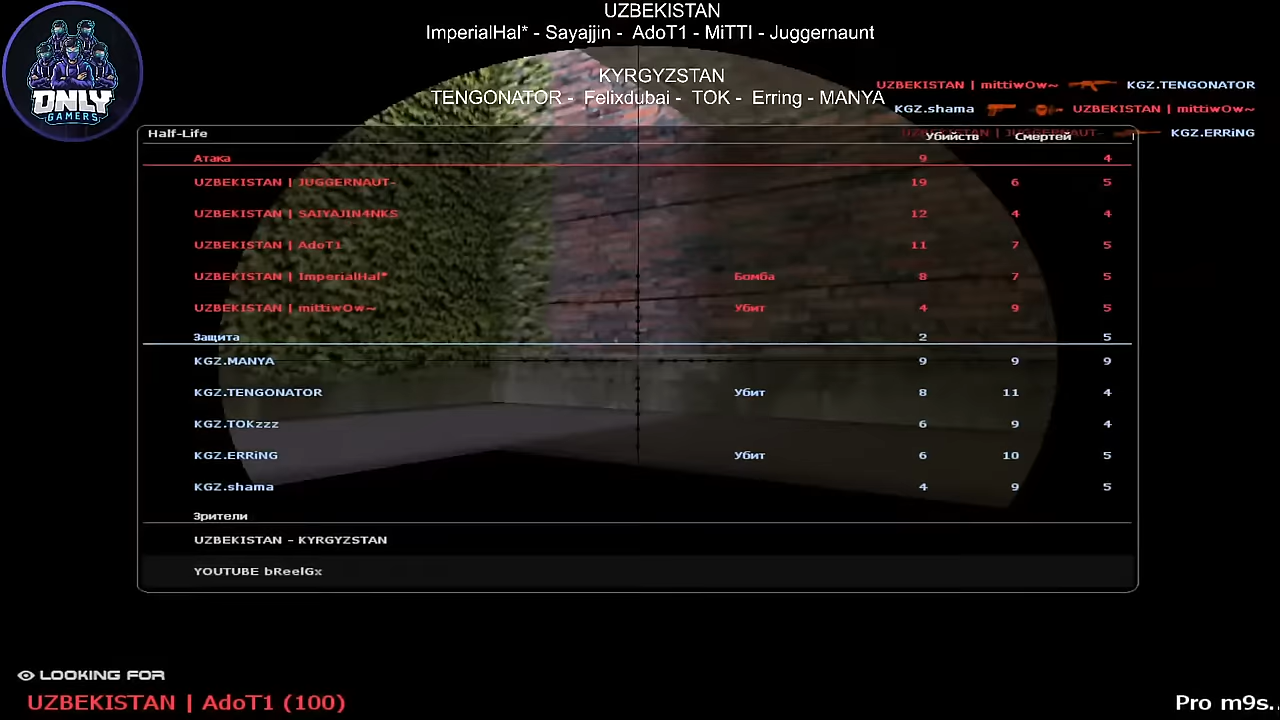 UZBEKISTAN
ImperialHal* - Sayajjin - AdoT1 - MiTTI - Juggernaunt
KYRGYZSTAN
TENGONATOR - Felixdubai - TOK - Erring - MANYA
ONLY
GAMERS
UZBEKISTAN | mittiwOw~ KGZ.TENGONATOR
KGZ.shama UZBEKISTAN | mittiwOw~
UZBEKISTAN | JUGGERNAUT- KGZ.ERRiNG
Half-Life Убийств Смертей
Атака 9 4
UZBEKISTAN | JUGGERNAUT- 19 6 5
UZBEKISTAN | SAIYAJIN4NKS 12 4 4
UZBEKISTAN | AdoT1 11 7 5
UZBEKISTAN | ImperialHal* Бомба 8 7 5
UZBEKISTAN | mittiwOw~ Убит 4 9 5
Защита 2 5
KGZ.MANYA 9 9 9
KGZ.TENGONATOR Убит 8 11 4
KGZ.TOKzzz 6 9 4
KGZ.ERRiNG Убит 6 10 5
KGZ.shama 4 9 5
Зрители
UZBEKISTAN - KYRGYZSTAN
YOUTUBE bReelGx
LOOKING FOR
UZBEKISTAN | AdoT1 (100)
Pro m9s..